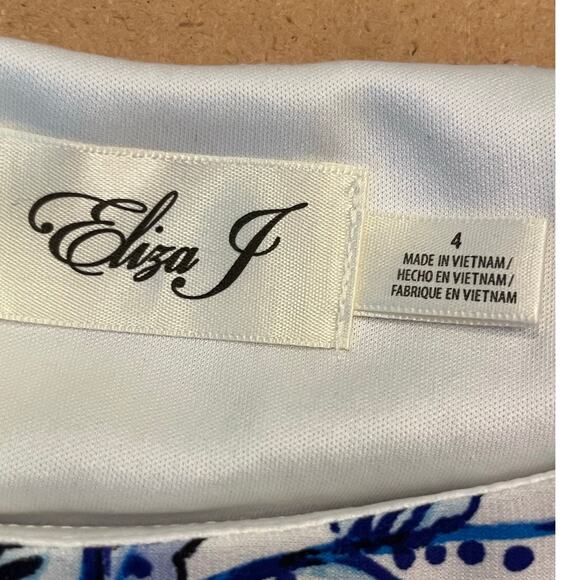 Eliza J
4
MADE IN VIETNAM/
HECHO EN VIETNAM/
FABRIQUE EN VIETNAM